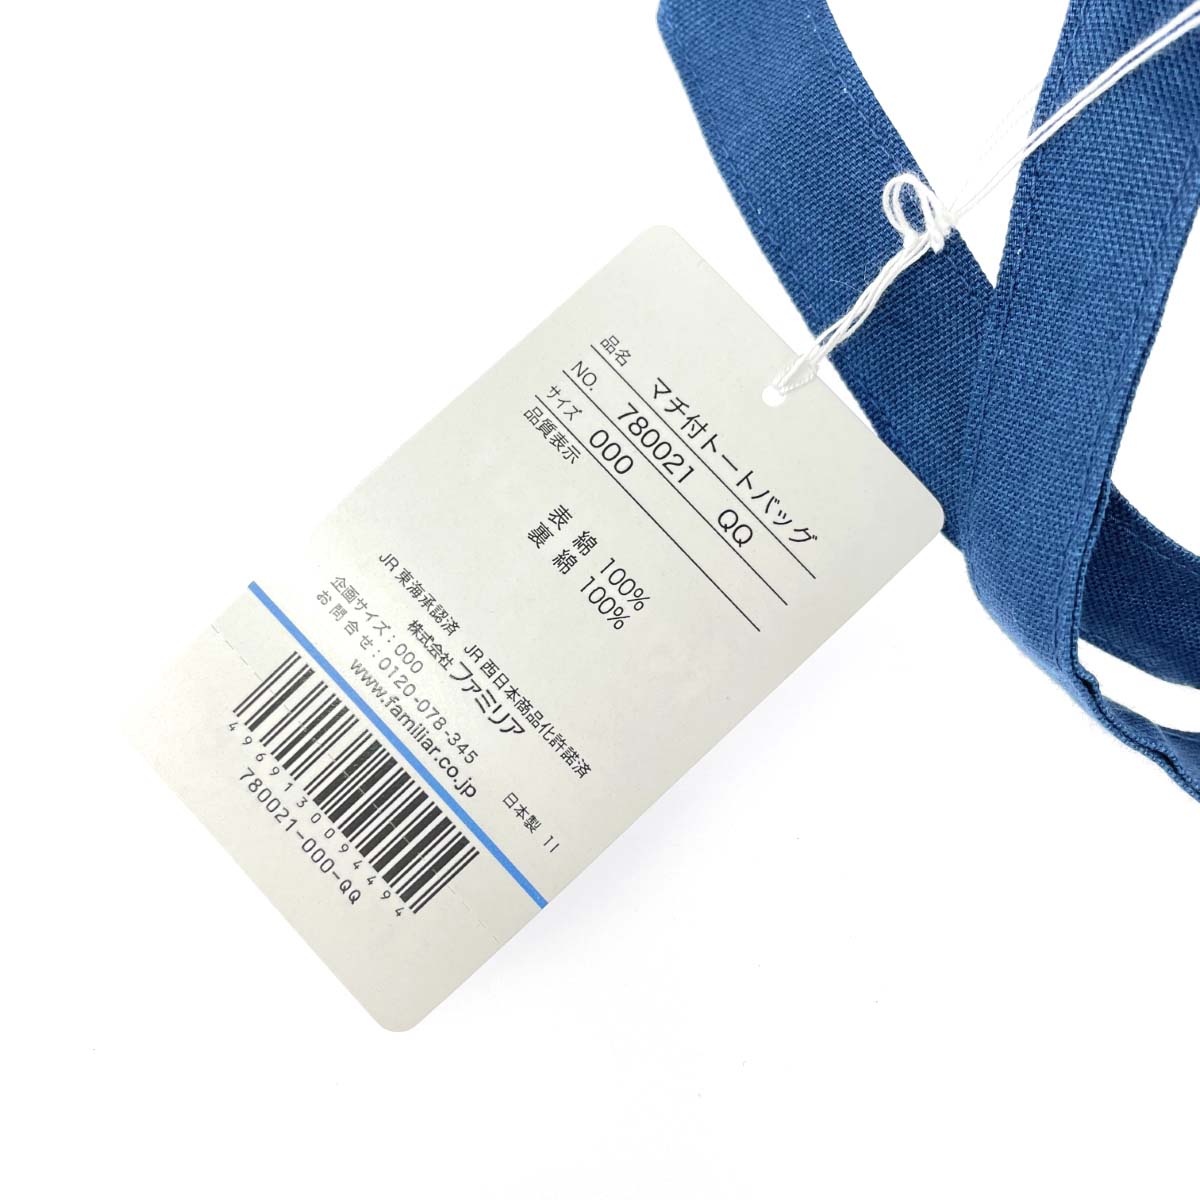 品名 マチ付トートバッグ
NO. 780021 QQ
サイズ 000
品質表示
表 綿 100%
裏 綿 100%
JR東海承認済 JR西日本商品化許諾済
株式会社ファミリア
企画サイズ:000
お問合せ:0120-078-345
www.familiar.co.jp
日本製 11
4969130094494
780021-000-QQ